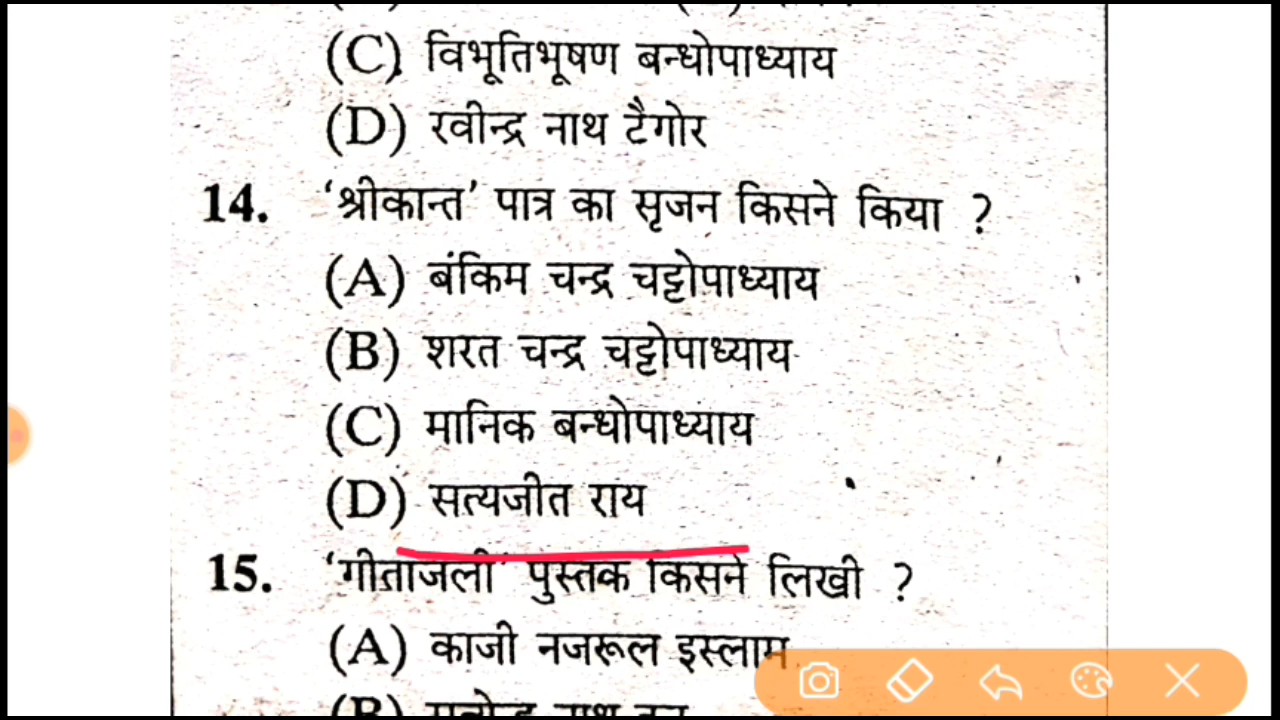 (C) विभूतिभूषण बन्धोपाध्याय
(D) रवीन्द्र नाथ टैगोर
14. ‘श्रीकान्त’ पात्र का सृजन किसने किया ?
(A) बंकिम चन्द्र चट्टोपाध्याय
(B) शरत चन्द्र चट्टोपाध्याय
(C) मानिक बन्धोपाध्याय
(D) सत्यजीत राय
15. ‘गीतांजली’ पुस्तक किसने लिखी ?
(A) काजी नजरूल इस्लाम
(B)